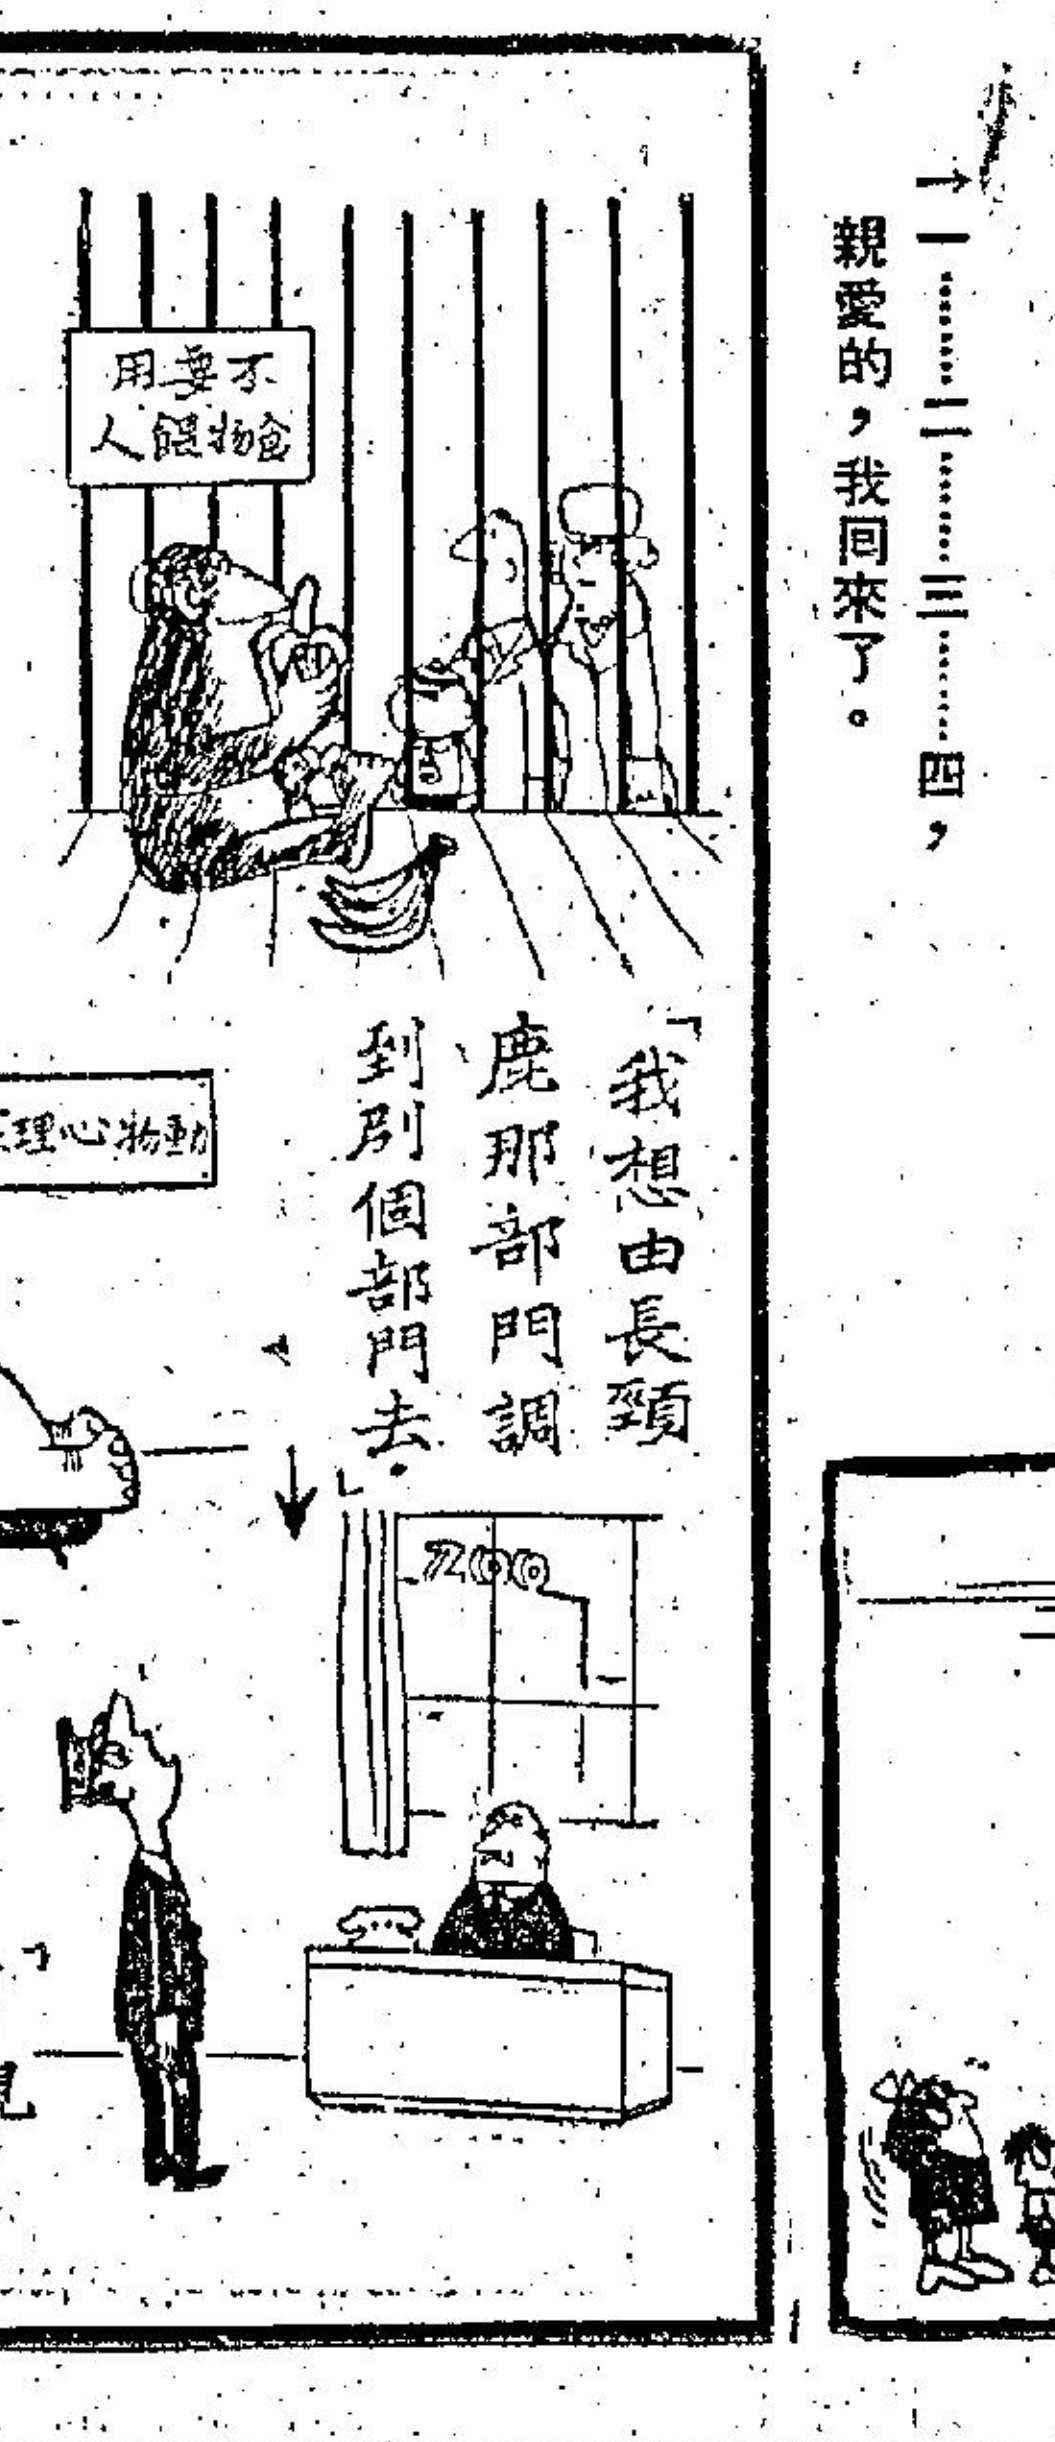 →一……二……三……四，
親愛的，我回來了。
不要用
食物餵人
「我想由長頸
鹿那部門調
到別個部門去．」
動物心理
ZOO